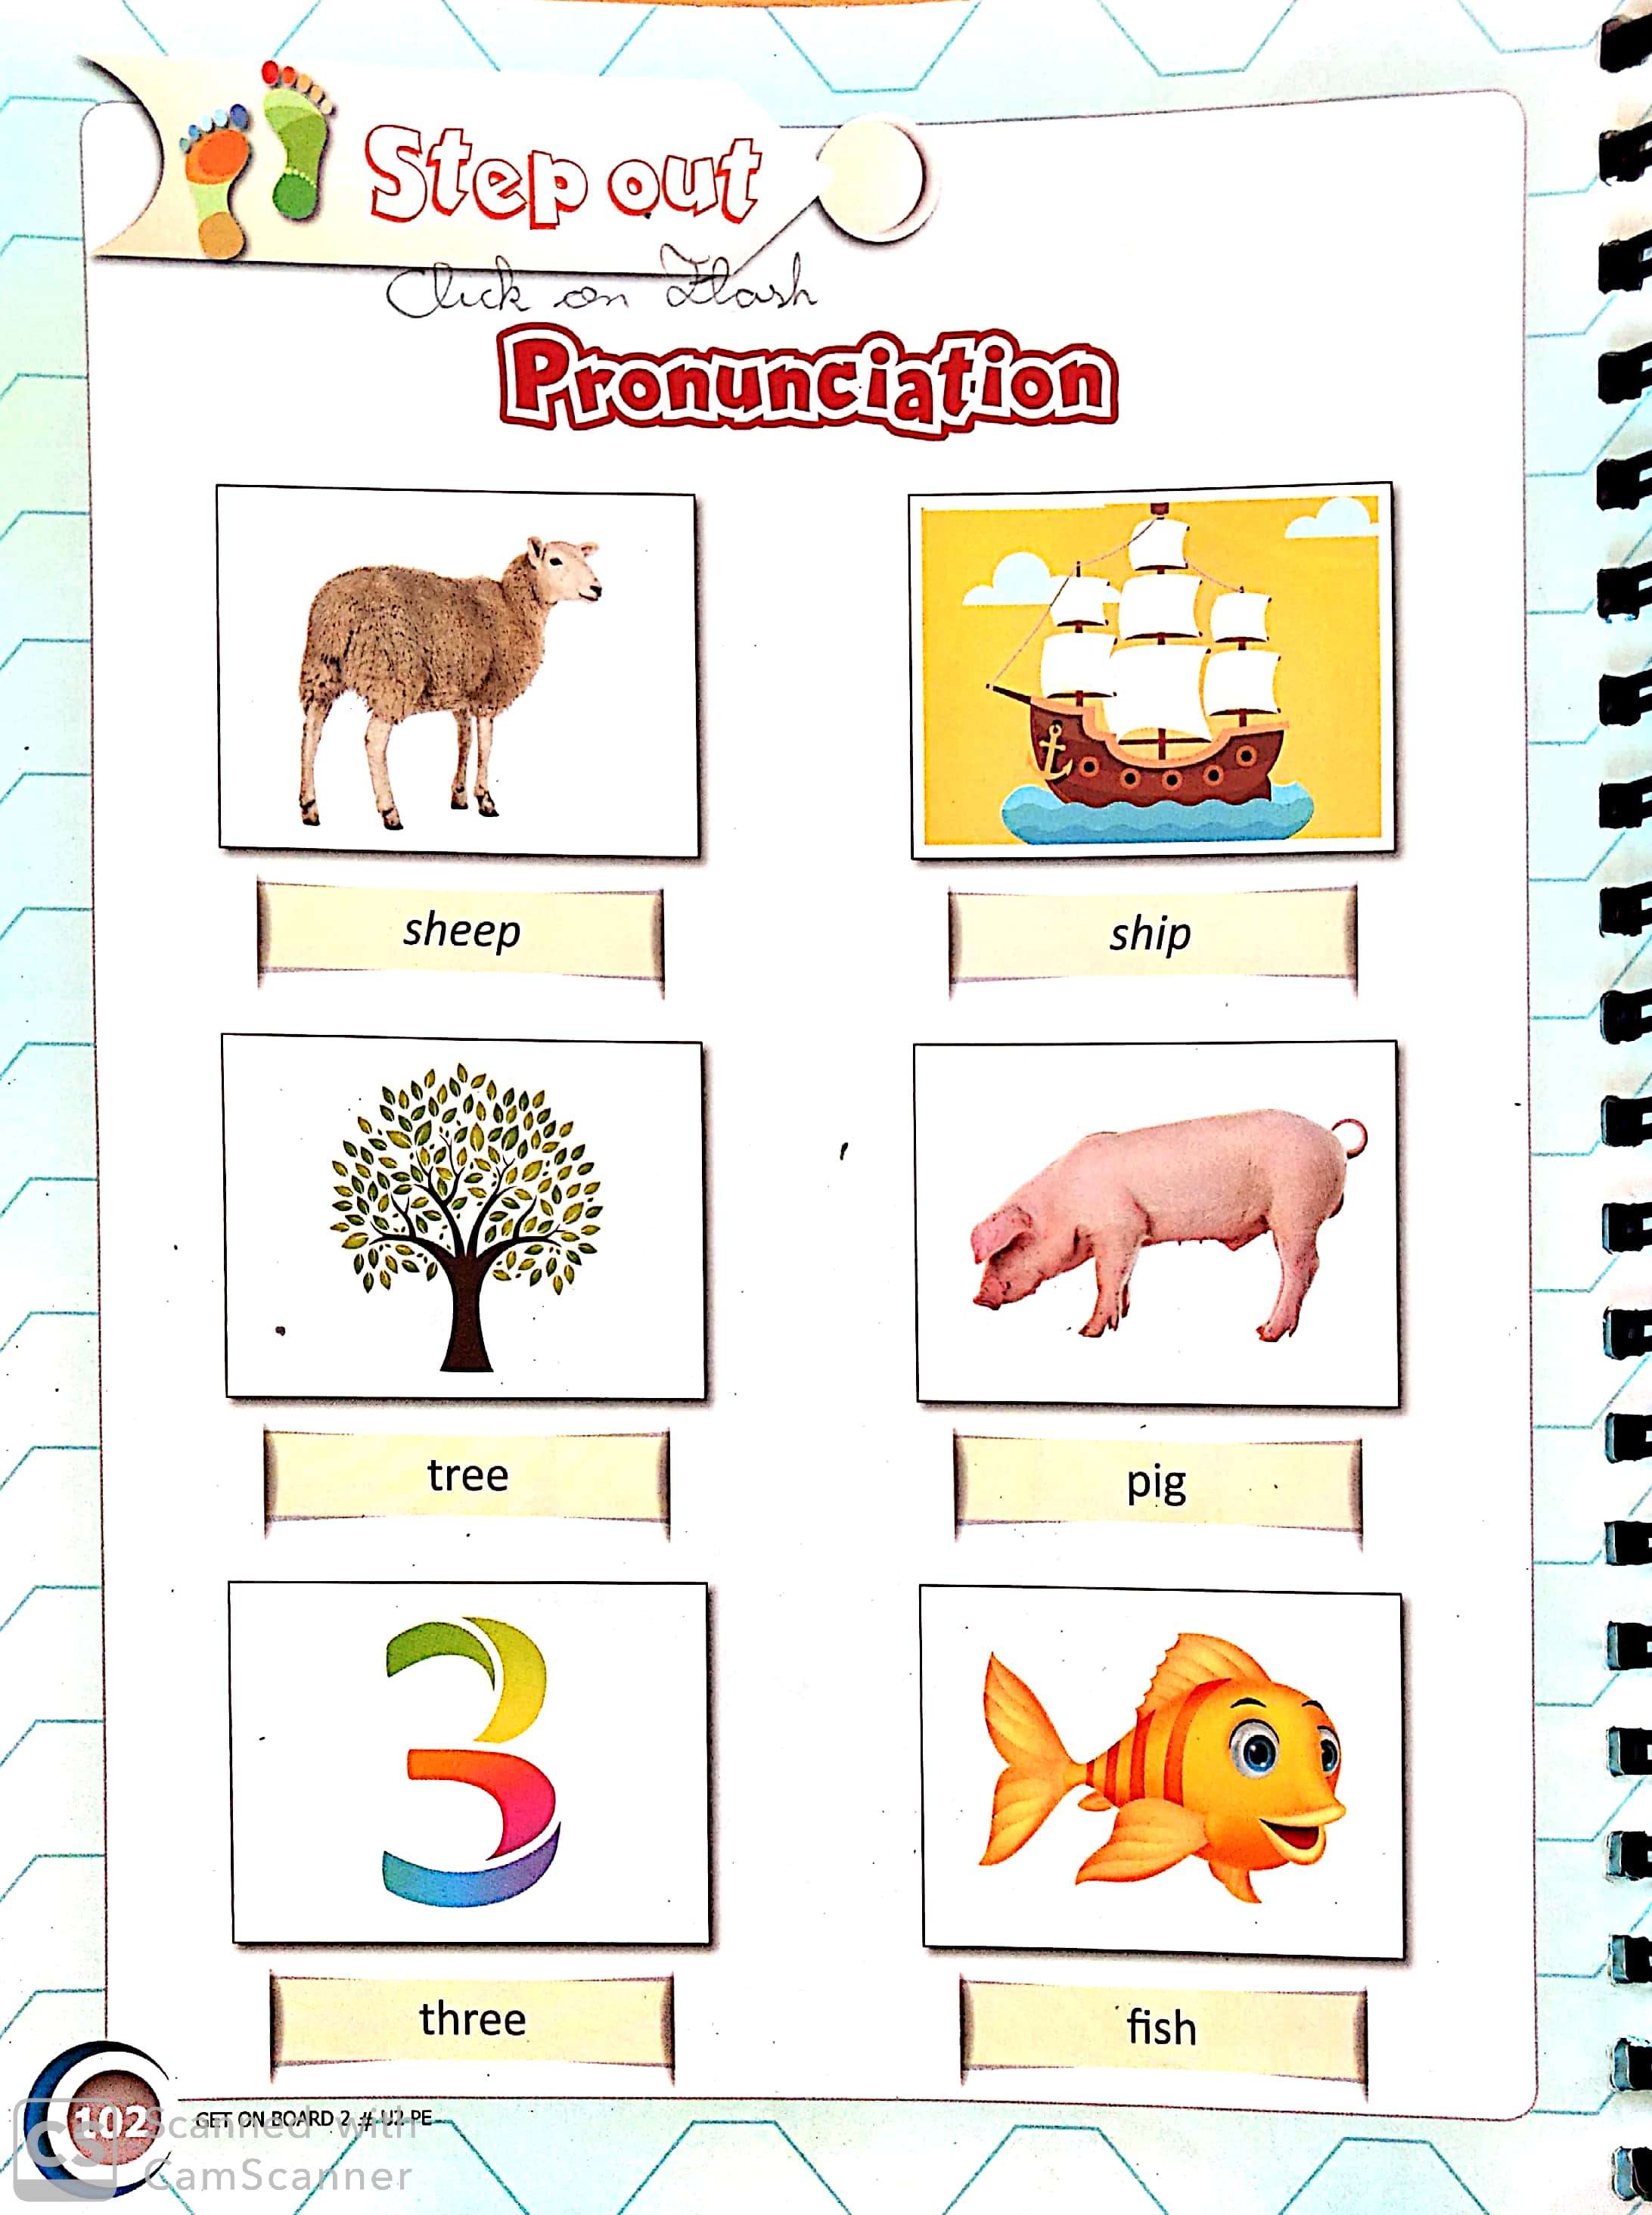 Step out
Click on Flash
Pronunciation
sheep
ship
tree
pig
three
fish
102
GET ON BOARD 2 # U2 PE
CS
Scanned with
CamScanner